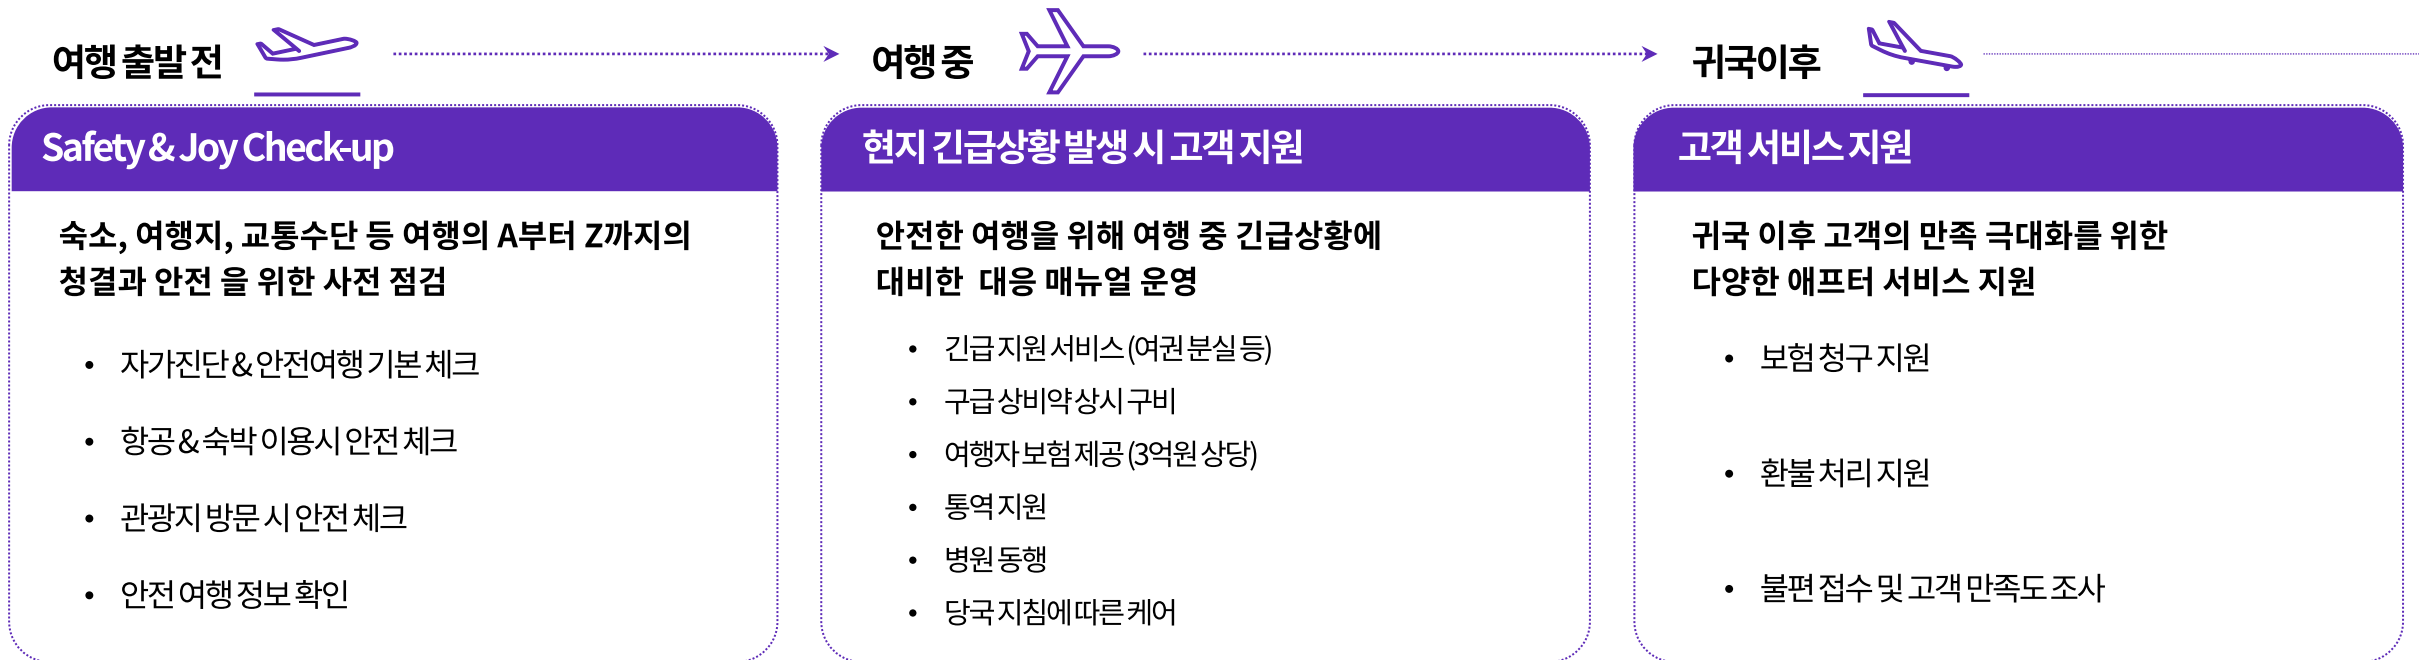 여행 출발 전
Safety & Joy Check-up
숙소, 여행지, 교통수단 등 여행의 A부터 Z까지의
청결과 안전 을 위한 사전 점검
• 자가진단 & 안전여행 기본 체크
• 항공 & 숙박 이용시 안전 체크
• 관광지 방문 시 안전 체크
• 안전 여행 정보 확인
여행 중
현지 긴급상황 발생 시 고객 지원
안전한 여행을 위해 여행 중 긴급상황에
대비한 대응 매뉴얼 운영
• 긴급 지원 서비스 (여권 분실 등)
• 구급 상비약 상시 구비
• 여행자 보험 제공 (3억원 상당)
• 통역 지원
• 병원 동행
• 당국 지침에 따른 케어
귀국이후
고객 서비스 지원
귀국 이후 고객의 만족 극대화를 위한
다양한 애프터 서비스 지원
• 보험 청구 지원
• 환불 처리 지원
• 불편 접수 및 고객 만족도 조사